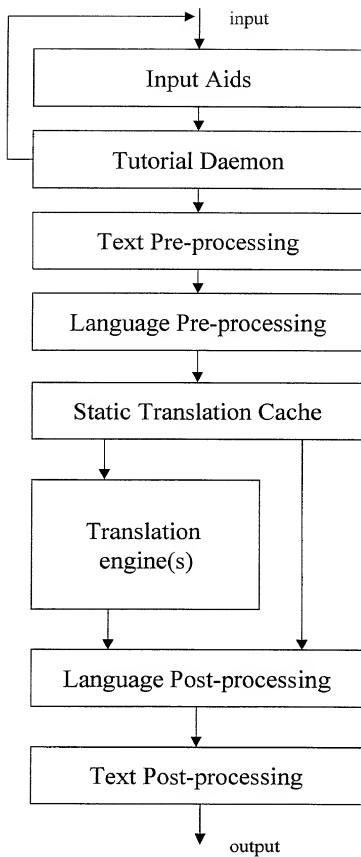 input
Input Aids
Tutorial Daemon
Text Pre-processing
Language Pre-processing
Static Translation Cache
Translation
engine(s)
Language Post-processing
Text Post-processing
output